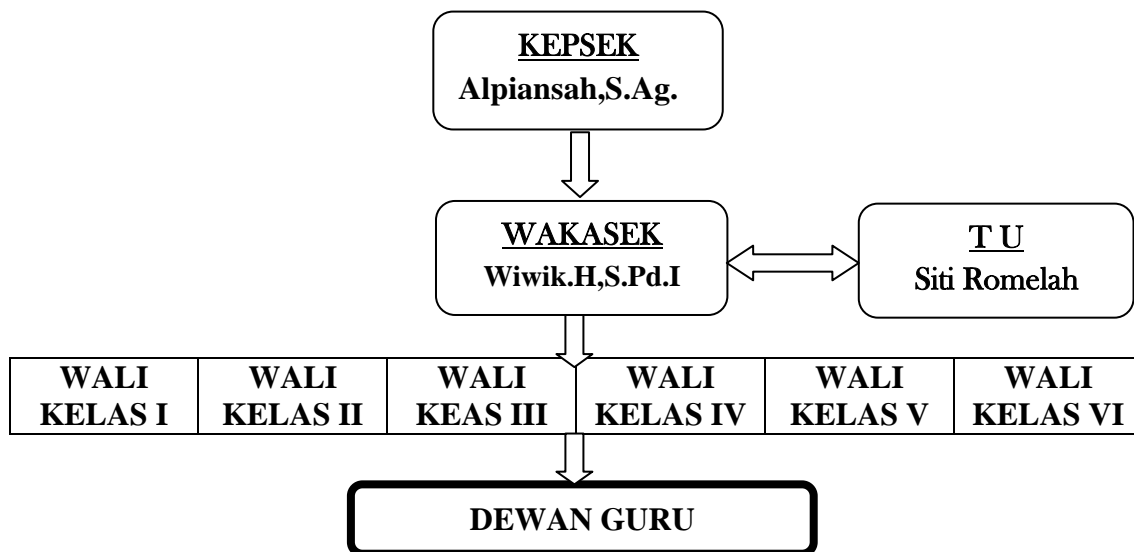 KEPSEK
Alpiansah,S.Ag.
WAKASEK
Wiwik.H,S.Pd.I
T U
Siti Romelah
WALI
KELAS I
WALI
KELAS II
WALI
KEAS III
WALI
KELAS IV
WALI
KELAS V
WALI
KELAS VI
DEWAN GURU